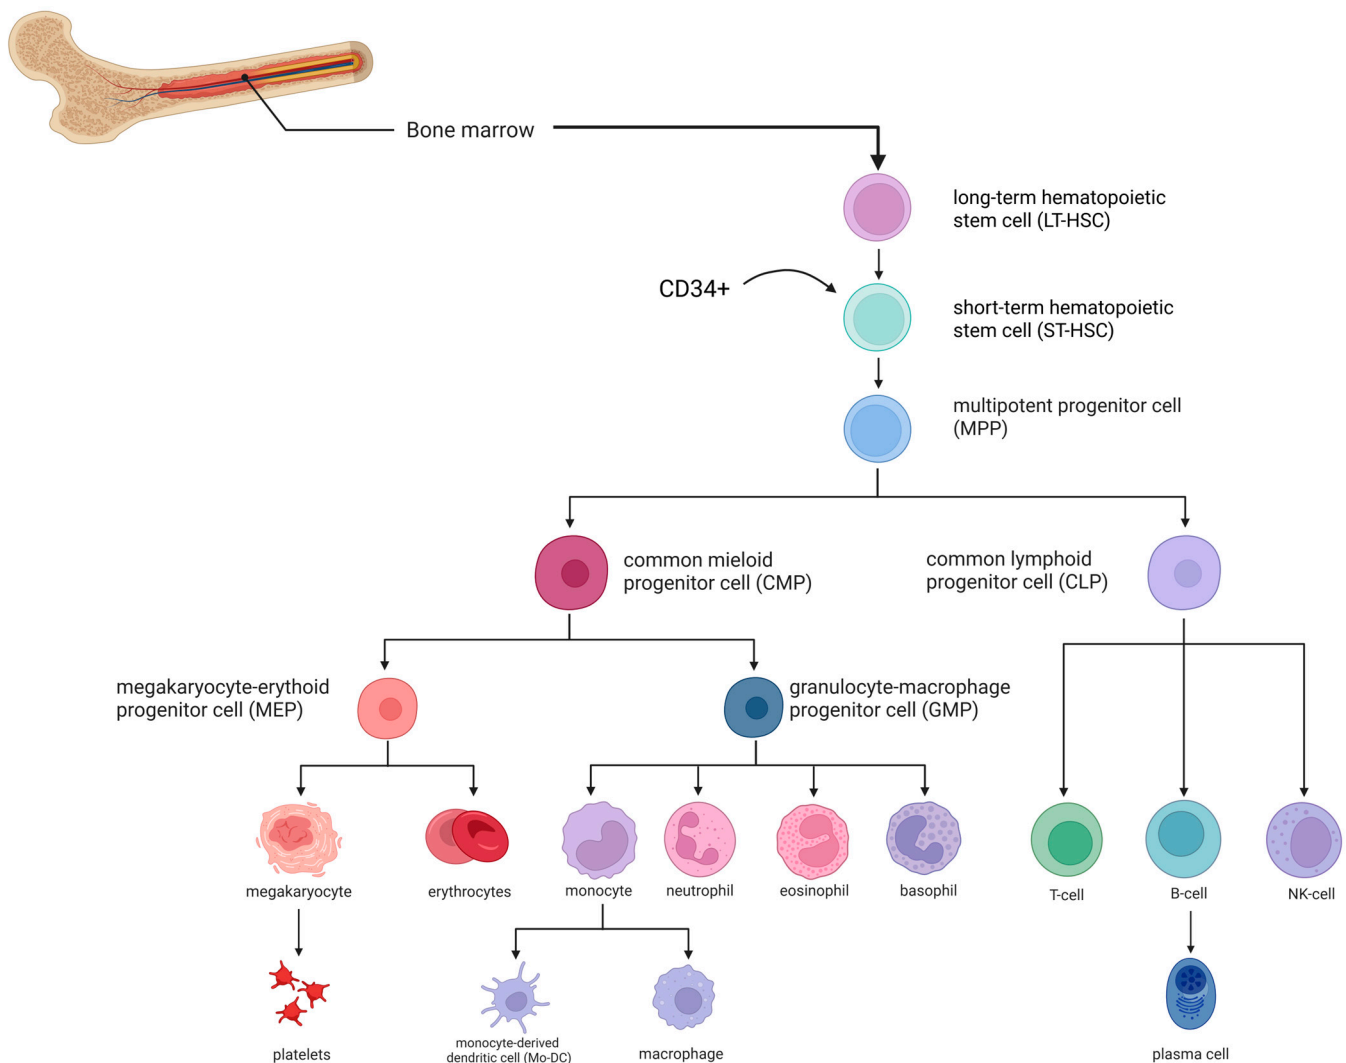 Bone marrow
long-term hematopoietic
stem cell (LT-HSC)
CD34+
short-term hematopoietic
stem cell (ST-HSC)
multipotent progenitor cell
(MPP)
common mieloid
progenitor cell (CMP)
common lymphoid
progenitor cell (CLP)
megakaryocyte-erythoid
progenitor cell (MEP)
granulocyte-macrophage
progenitor cell (GMP)
megakaryocyte
erythrocytes
monocyte
neutrophil
eosinophil
basophil
T-cell
B-cell
NK-cell
platelets
monocyte-derived
dendritic cell (Mo-DC)
macrophage
plasma cell